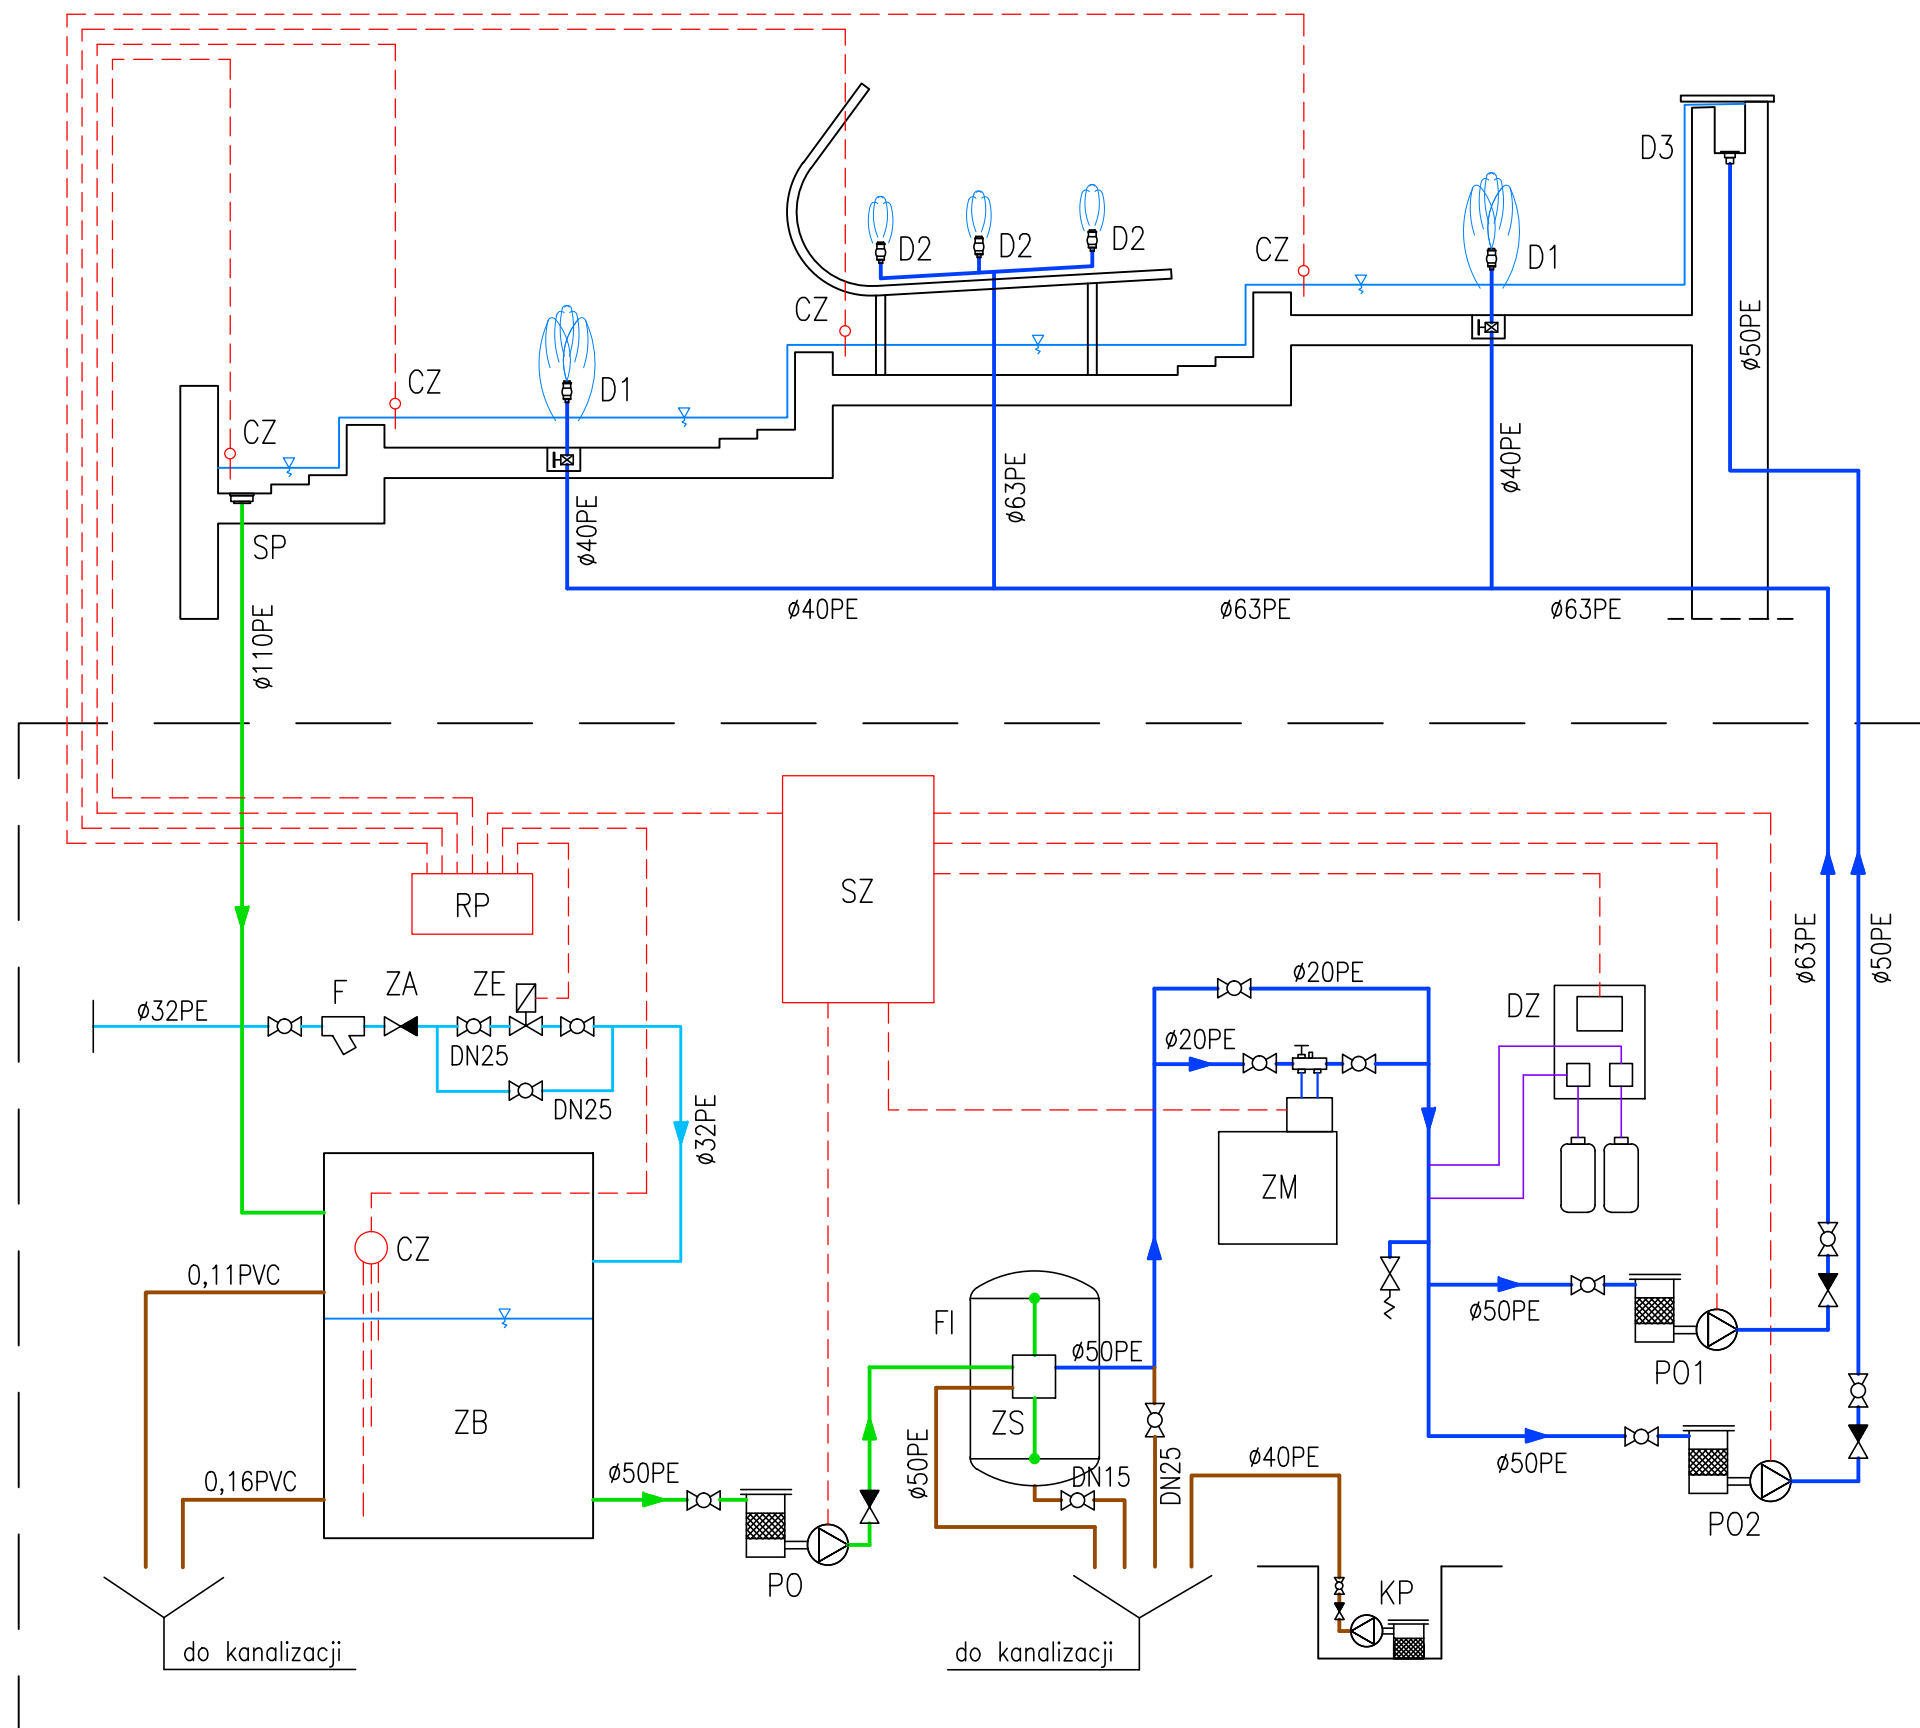 D3
D2
D2
D2
CZ
D1
CZ
CZ
D1
ø50PE
CZ
ø40PE
ø63PE
ø40PE
SP
ø40PE
ø63PE
ø63PE
ø110PE
SZ
RP
ø63PE
ø50PE
F
ZA
ZE
ø32PE
ø20PE
DZ
DN25
ø20PE
DN25
ø32PE
ZM
CZ
0,11PVC
FI
ø50PE
ø50PE
PO1
ZB
ZS
ø50PE
0,16PVC
ø50PE
DN15
DN25
ø40PE
ø50PE
PO2
PO
KP
do kanalizacji
do kanalizacji